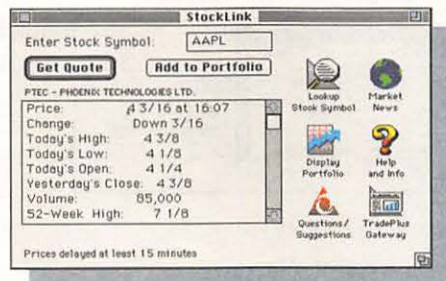 StockLink
Enter Stock Symbol: AAPL
Get Quote Add to Portfolio
PTEC - PHOENIX TECHNOLOGIES LTD.
Price: 4 3/16 at 16:07
Change: Down 3/16
Today's High: 4 3/8
Today's Low: 4 1/8
Today's Open: 4 1/4
Yesterday's Close: 4 3/8
Volume: 85,000
52-Week High: 7 1/8
Prices delayed at least 15 minutes
Lookup
Stock Symbol
Market
News
Display
Portfolio
Help
and Info
Questions/
Suggestions
TradePlus
Gateway